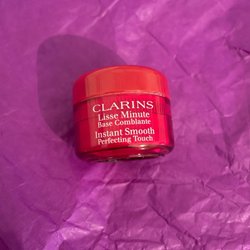 CLARINS
Lisse Minute
Base Comblante
Instant Smooth
Perfecting Touch